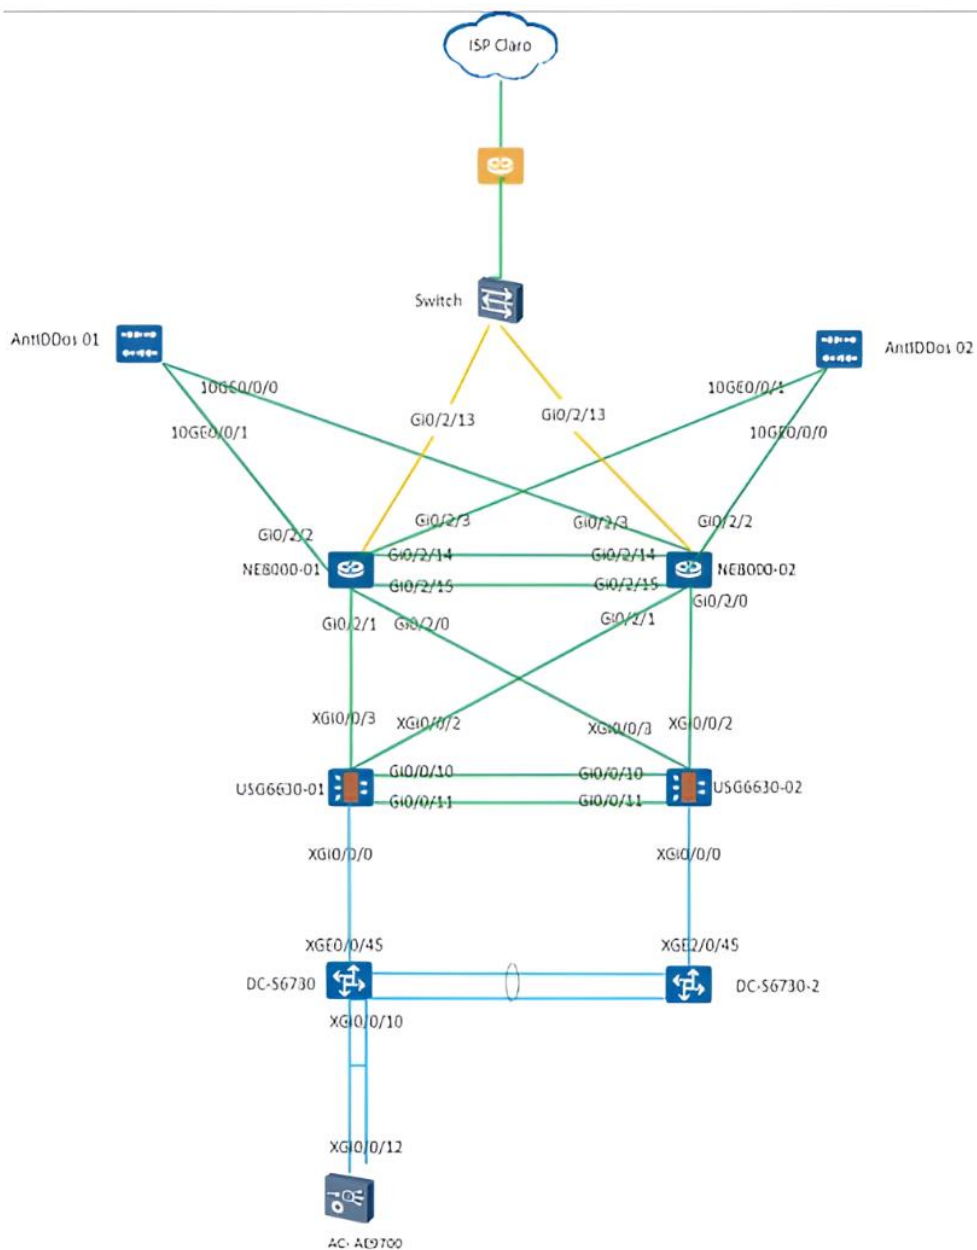 ISP Claro
Switch
AntiDDos 01
AntiDDos 02
10GE0/0/0
10GE0/0/1
Gi0/2/13
Gi0/2/13
10GE0/0/1
10GE0/0/0
Gi0/2/3
Gi0/2/3
Gi0/2/2
Gi0/2/2
Gi0/2/14
Gi0/2/14
NE8000-01
NE8000-02
Gi0/2/15
Gi0/2/15
Gi0/2/0
Gi0/2/1
Gi0/2/0
Gi0/2/1
XGi0/0/3
XGi0/0/2
XGi0/0/3
XGi0/0/2
Gi0/0/10
Gi0/0/10
USG6630-01
USG6630-02
Gi0/0/11
Gi0/0/11
XGi0/0/0
XGi0/0/0
XGE0/0/45
XGE2/0/45
DC-S6730
DC-S6730-2
XGi0/0/10
XGi0/0/12